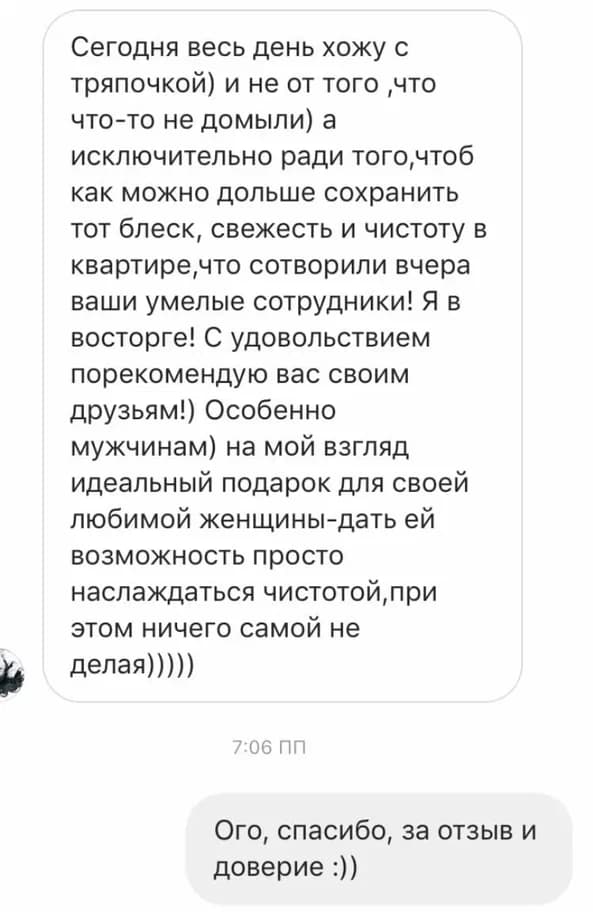 Сегодня весь день хожу с
тряпочкой) и не от того ,что
что-то не домыли) а
исключительно ради того,чтоб
как можно дольше сохранить
тот блеск, свежесть и чистоту в
квартире,что сотворили вчера
ваши умелые сотрудники! Я в
восторге! С удовольствием
порекомендую вас своим
друзьям!) Особенно
мужчинам) на мой взгляд
идеальный подарок для своей
любимой женщины-дать ей
возможность просто
наслаждаться чистотой,при
этом ничего самой не
делая)))))
7:06 ПП
Ого, спасибо, за отзыв и
доверие :))